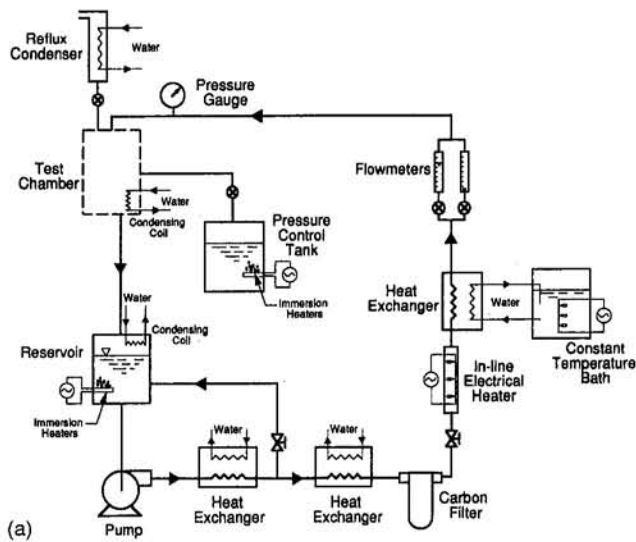 Reflux
Condenser
Water
Pressure
Gauge
Test
Chamber
Water
Condensing
Coil
Flowmeters
Pressure
Control
Tank
Immersion
Heaters
Heat
Exchanger
Water
Constant
Temperature
Bath
Water
Condensing
Coil
Reservoir
Immersion
Heaters
In-line
Electrical
Heater
Water
Water
Pump
Heat
Exchanger
Heat
Exchanger
Carbon
Filter
(a)